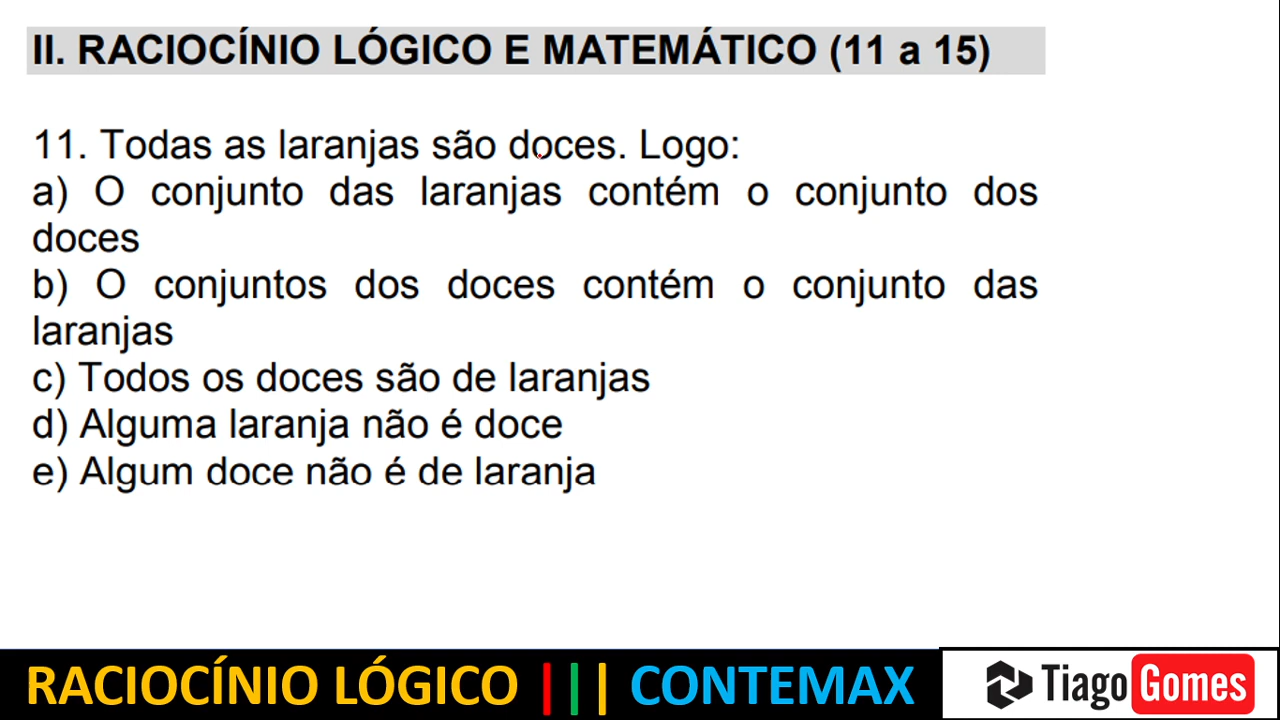 II. RACIOCÍNIO LÓGICO E MATEMÁTICO (11 a 15)
11. Todas as laranjas são doces. Logo:
a) O conjunto das laranjas contém o conjunto dos
doces
b) O conjuntos dos doces contém o conjunto das
laranjas
c) Todos os doces são de laranjas
d) Alguma laranja não é doce
e) Algum doce não é de laranja
RACIOCÍNIO LÓGICO ||| CONTEMAX Tiago Gomes